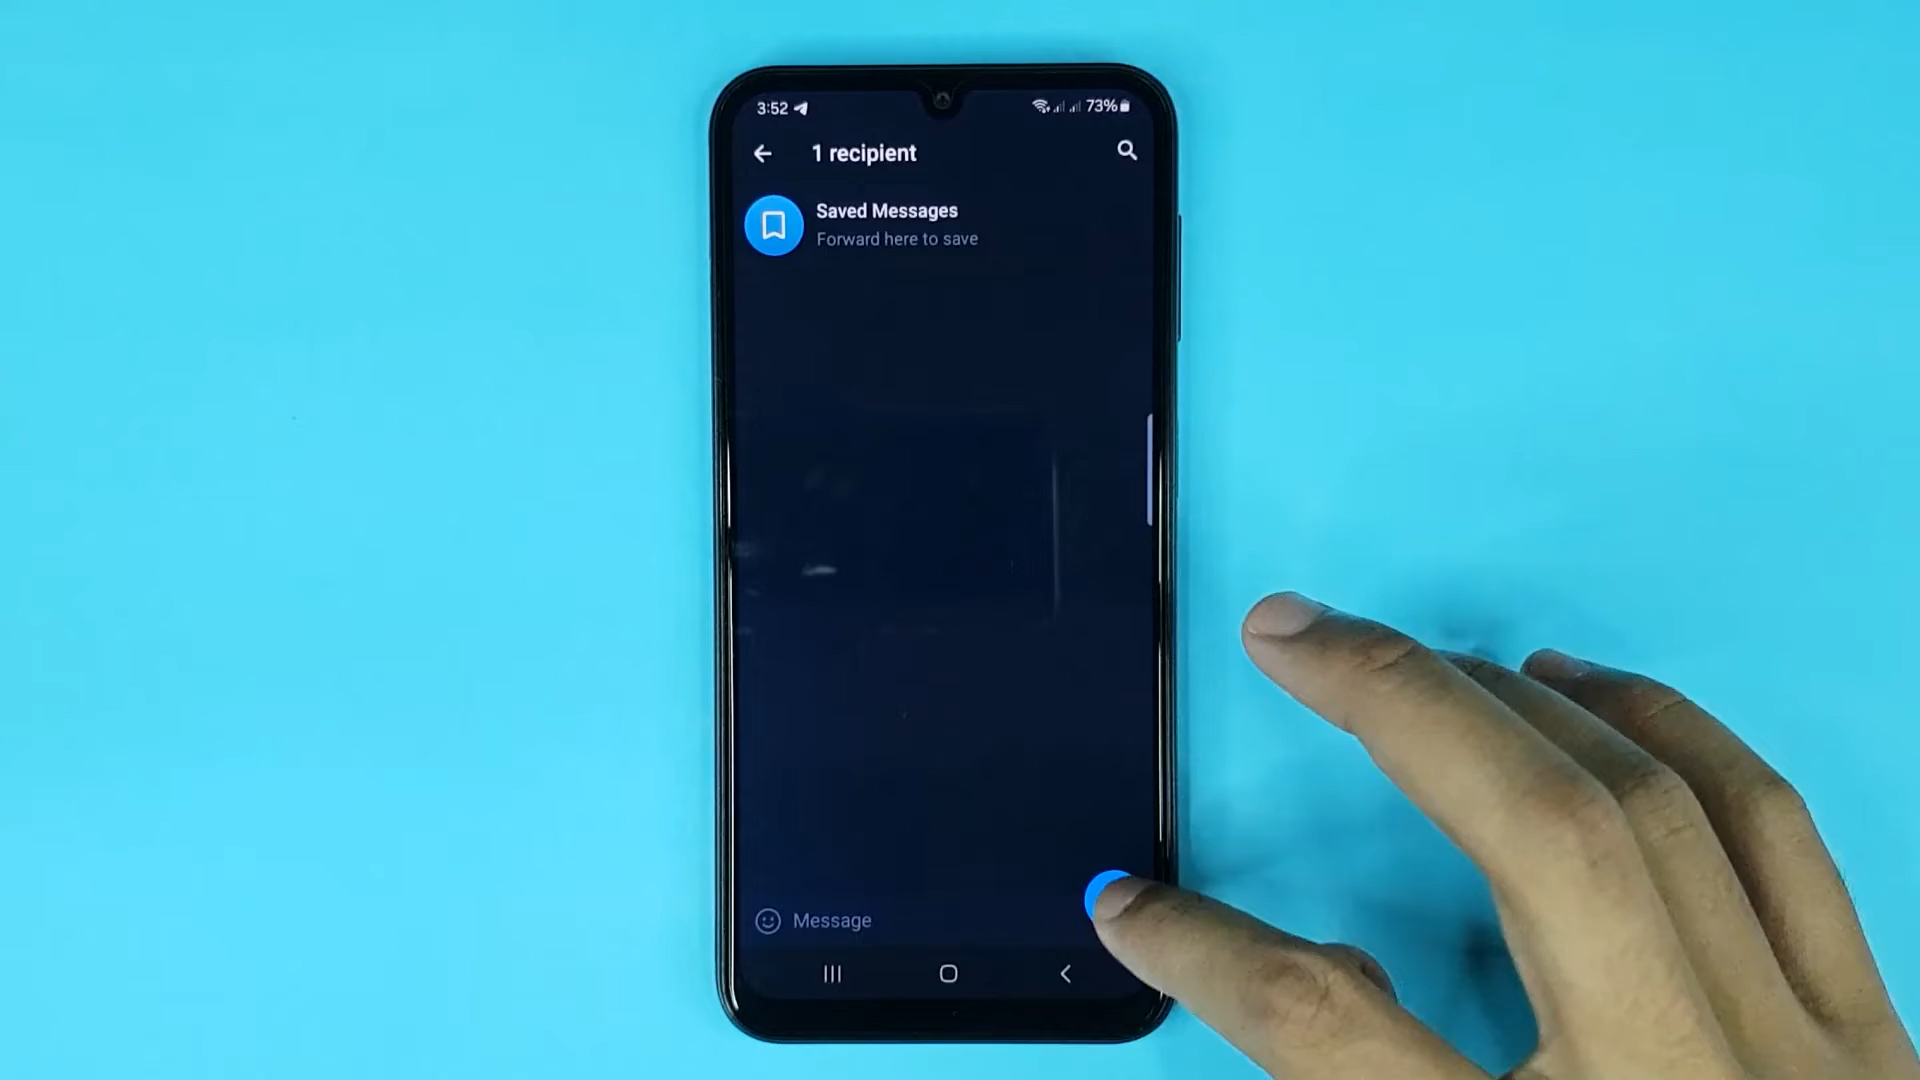 3:52
73%
1 recipient
Saved Messages
Forward here to save
Message